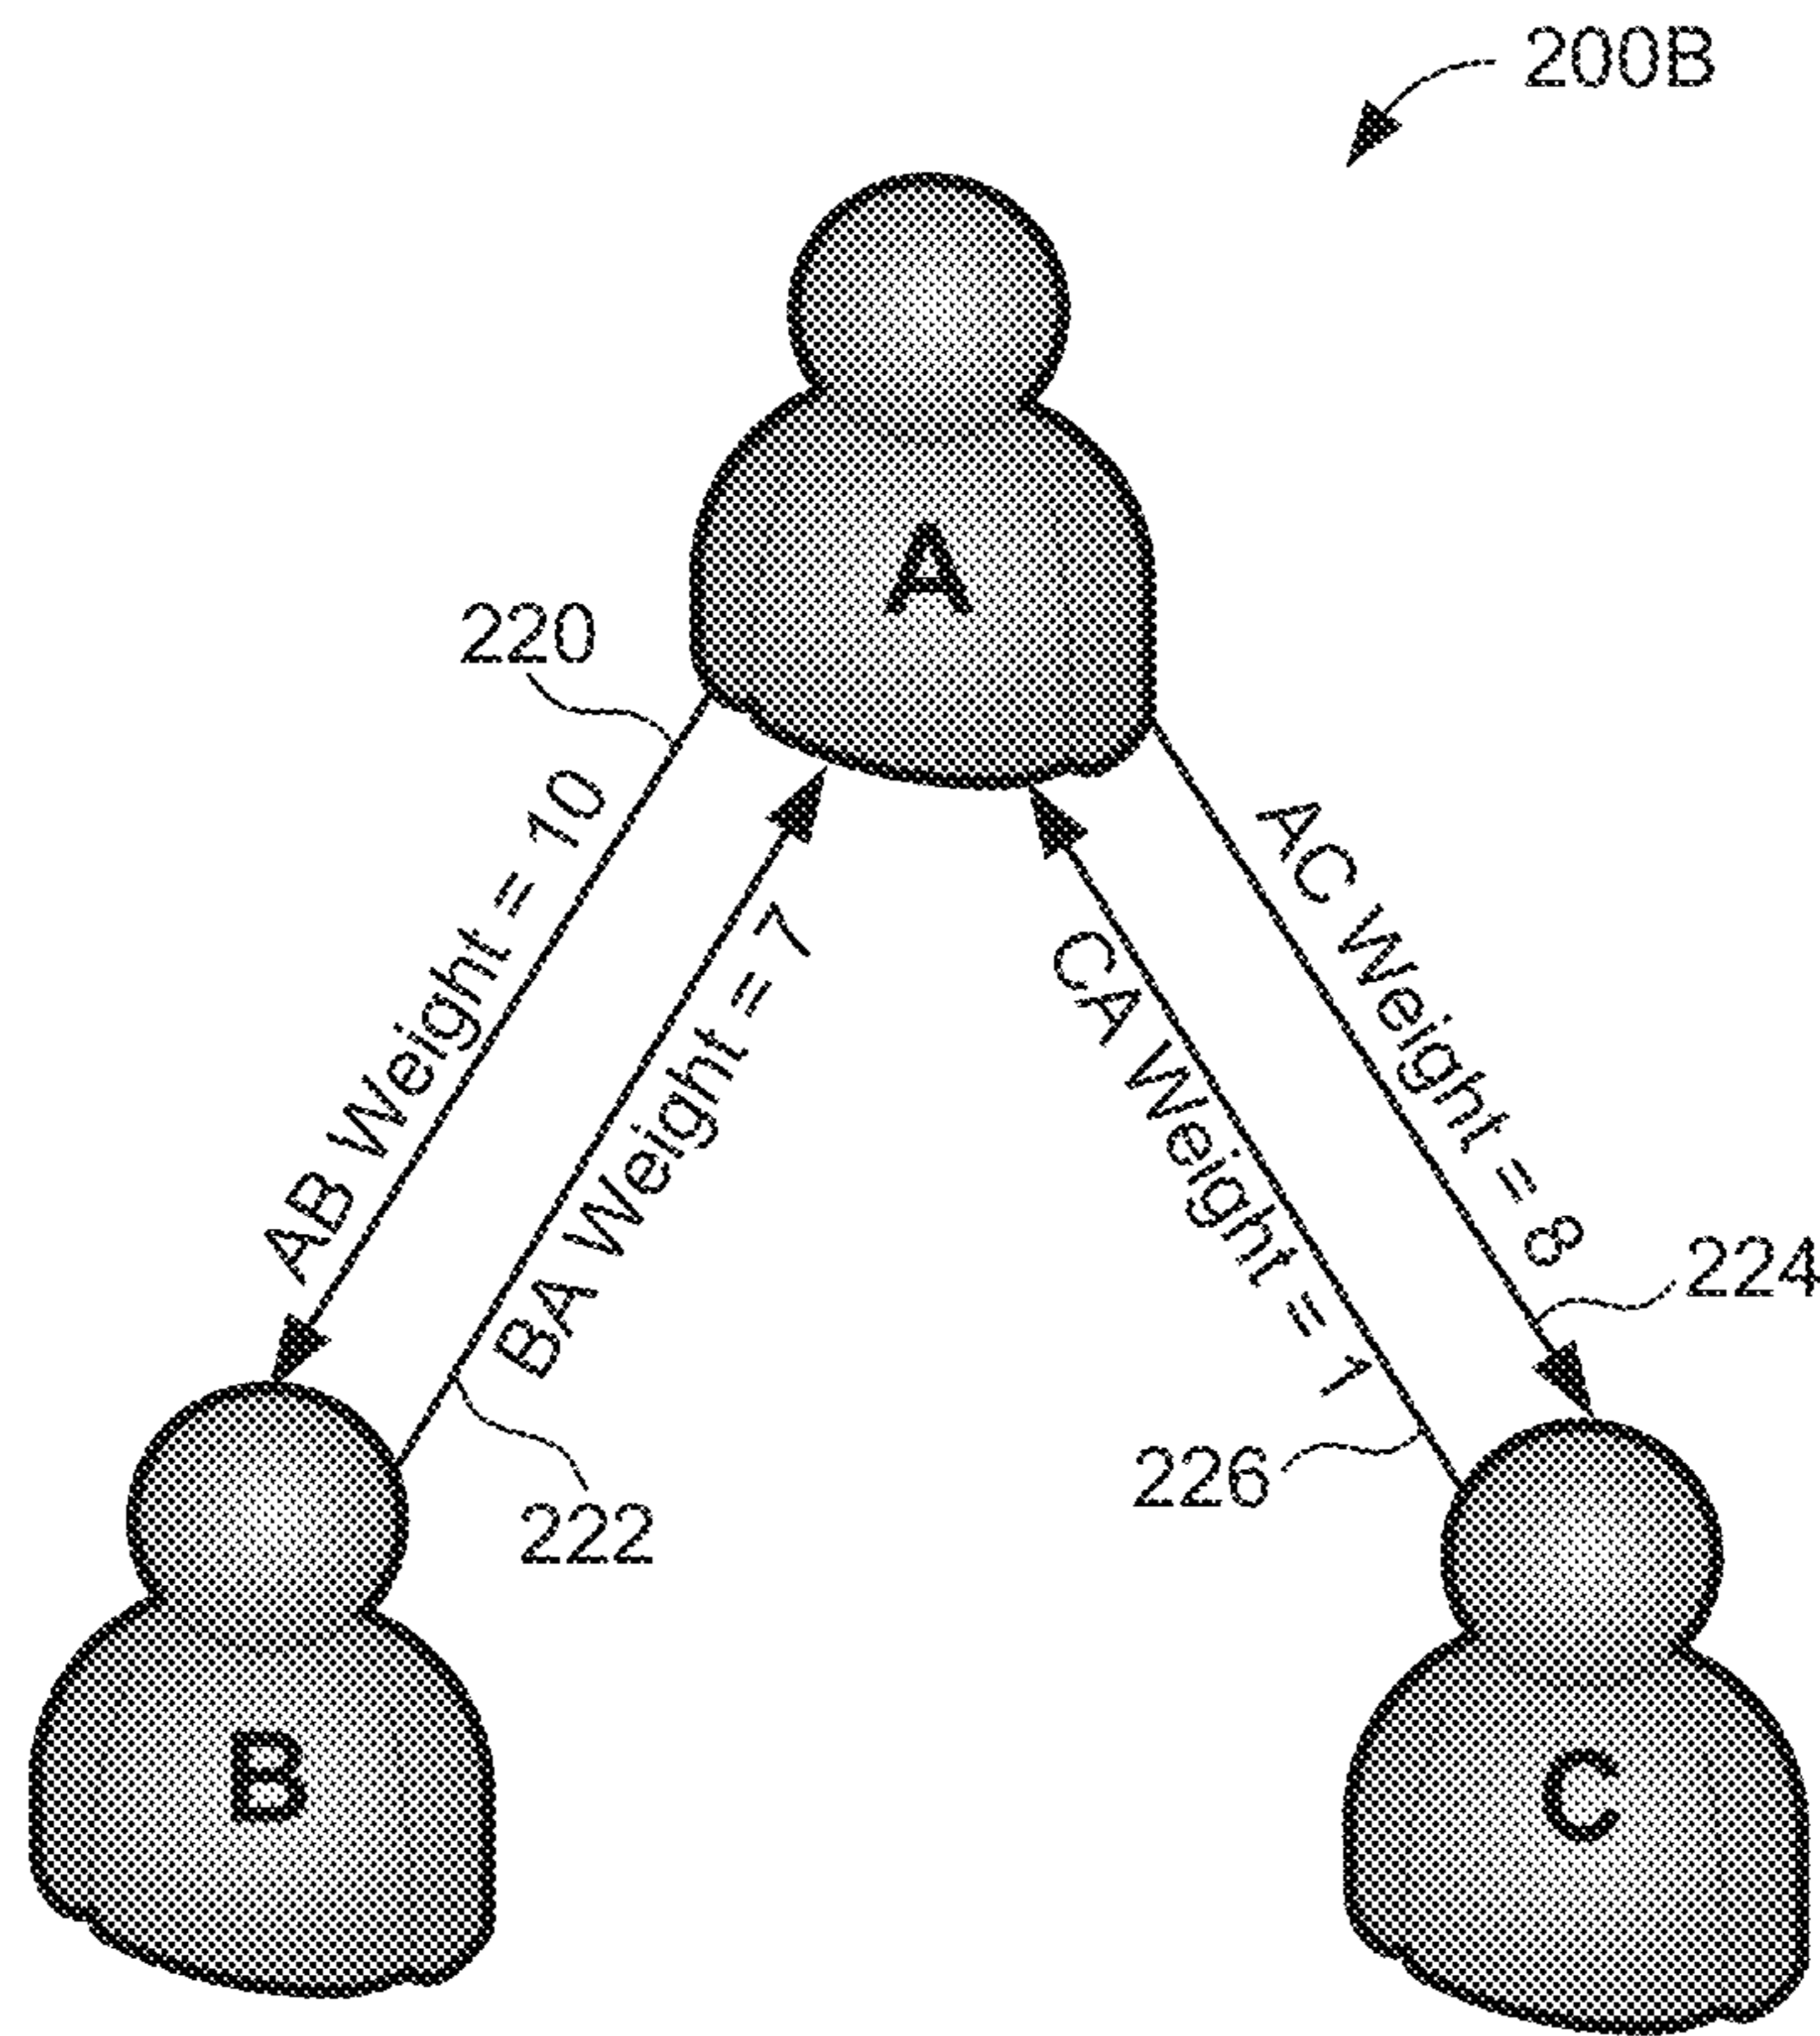 200B
A
220
AB Weight = 10
BA Weight = 7
CA Weight = 1
AC Weight = 8
224
226
222
B
C